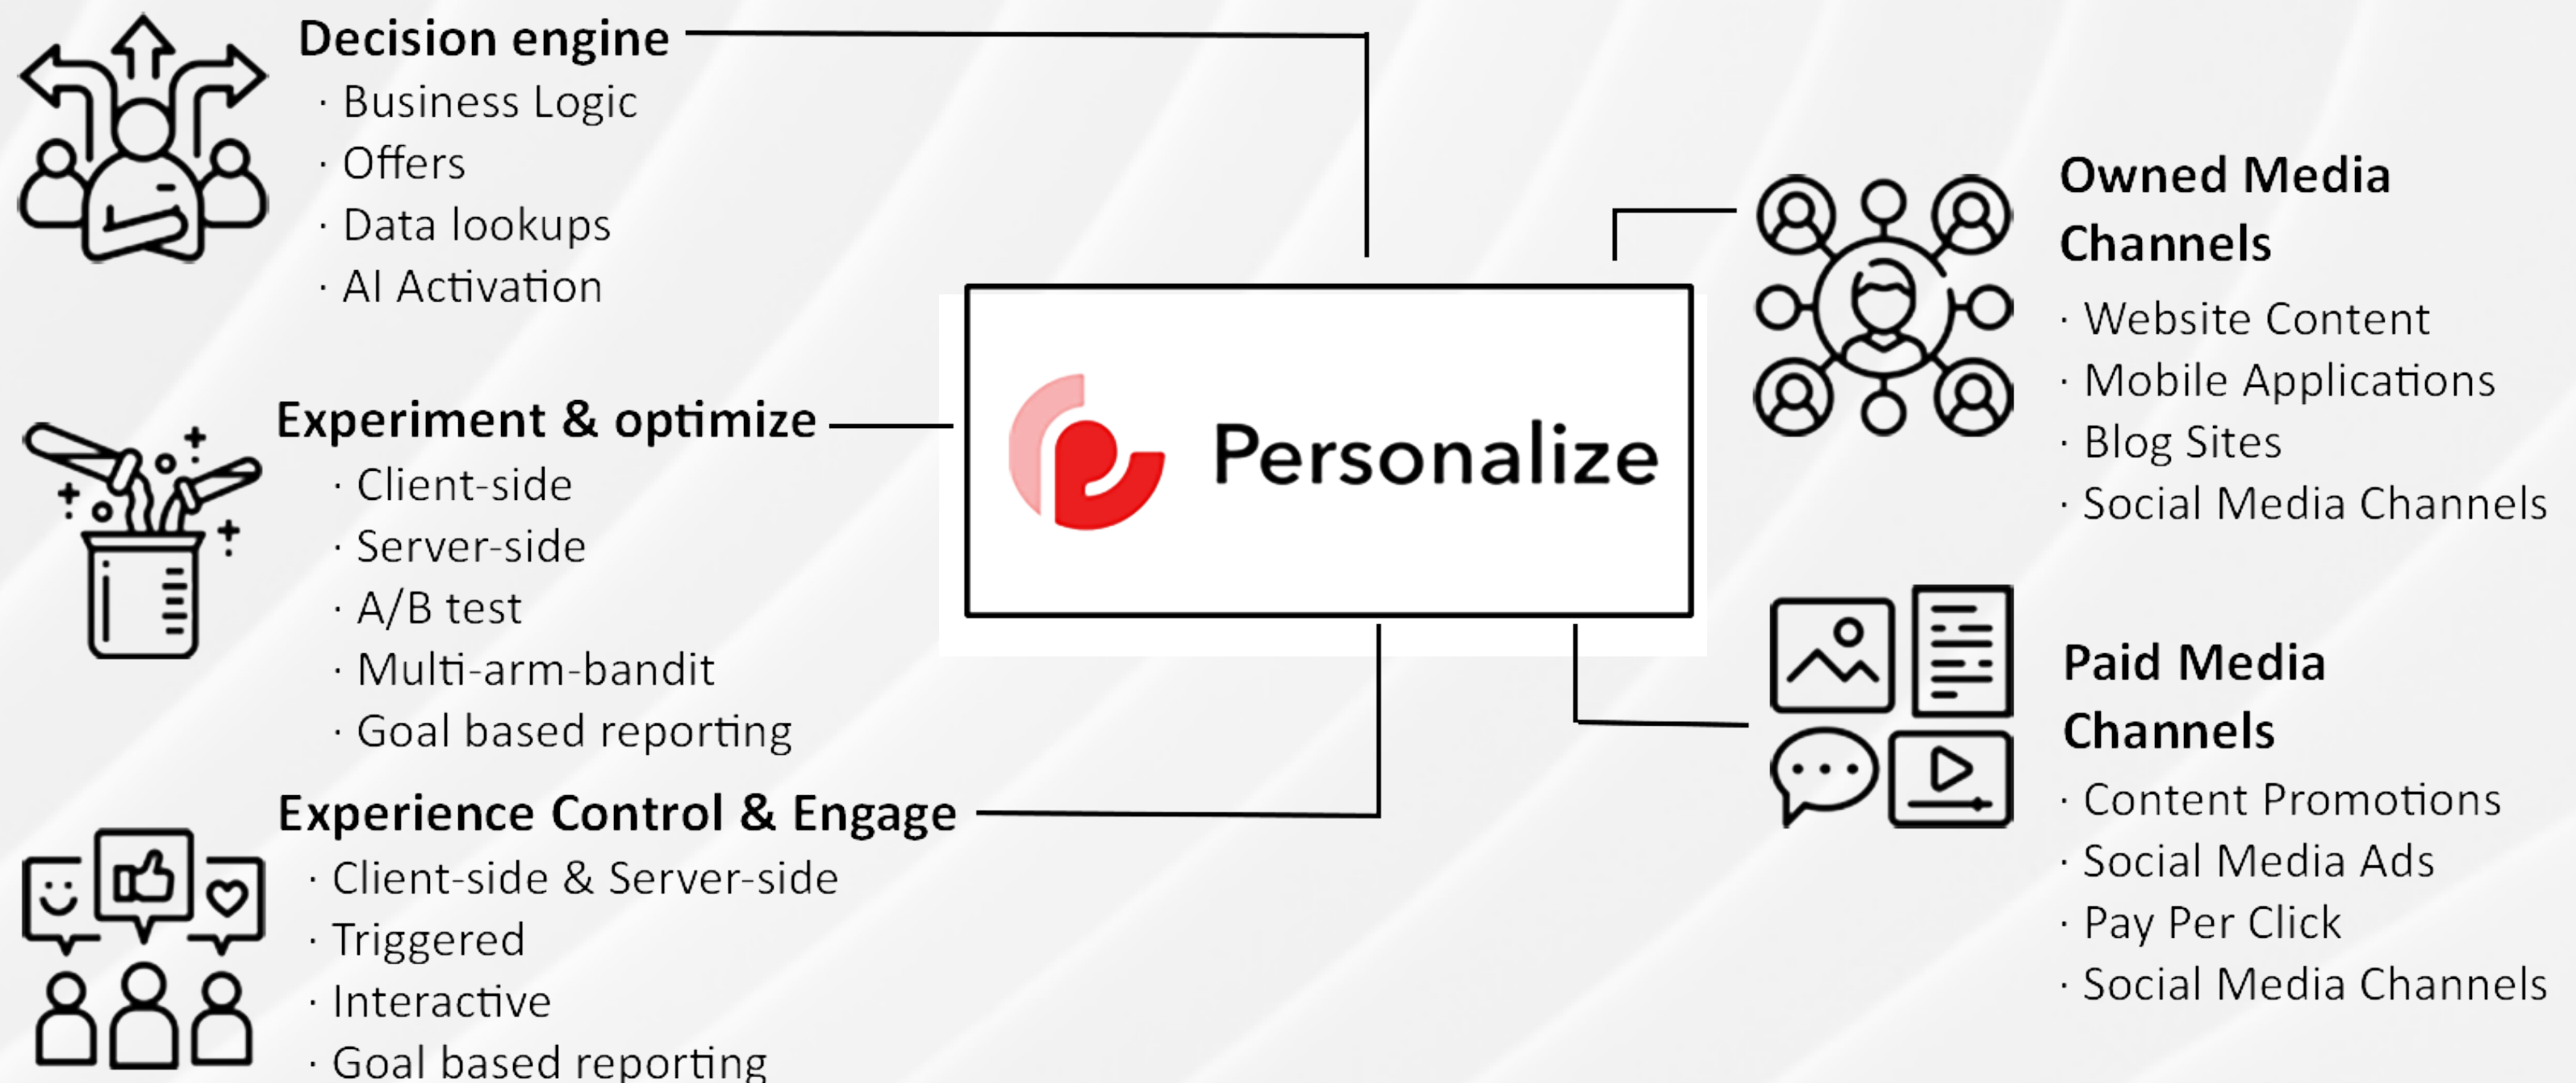 Decision engine
· Business Logic
· Offers
· Data lookups
· AI Activation
Experiment & optimize
· Client-side
· Server-side
· A/B test
· Multi-arm-bandit
· Goal based reporting
Experience Control & Engage
· Client-side & Server-side
· Triggered
· Interactive
· Goal based reporting
Personalize
Owned Media
Channels
· Website Content
· Mobile Applications
· Blog Sites
· Social Media Channels
Paid Media
Channels
· Content Promotions
· Social Media Ads
· Pay Per Click
· Social Media Channels